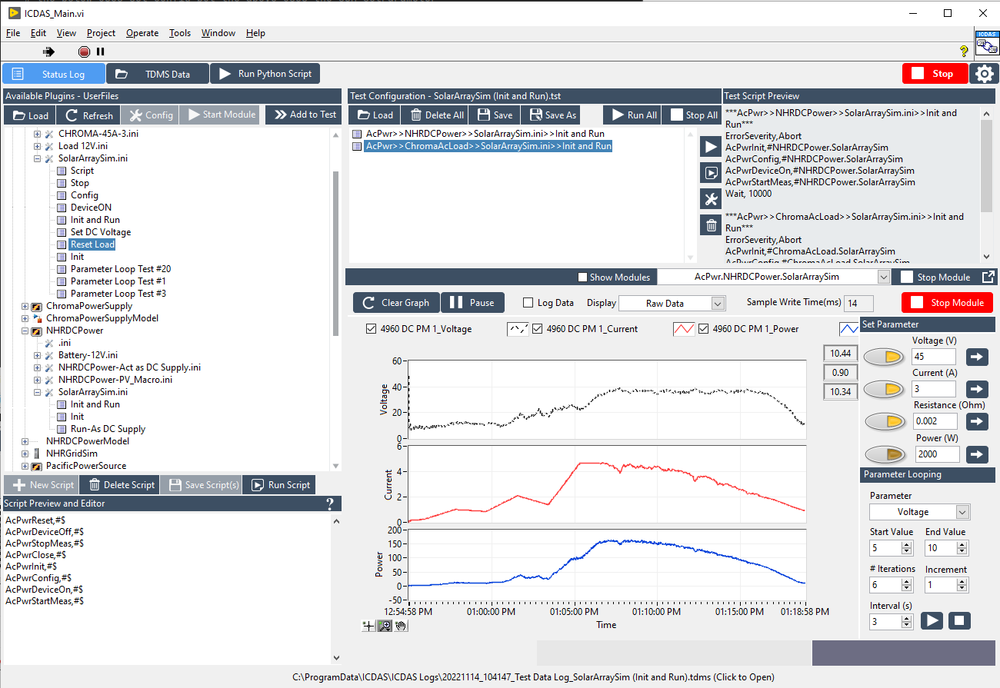 ICDAS_Main.vi
File Edit View Project Operate Tools Window Help
ICDAS
Status Log TDMS Data Run Python Script Stop
Available Plugins - UserFiles
Load Refresh Config Start Module Add to Test
CHROMA-45A-3.ini
Load 12V.ini
SolarArraySim.ini
Script
Stop
Config
DeviceON
Init and Run
Set DC Voltage
Reset Load
Init
Parameter Loop Test #20
Parameter Loop Test #1
Parameter Loop Test #3
ChromaPowerSupply
ChromaPowerSupplyModel
NHRDCPower
.ini
Battery-12V.ini
NHRDCPower-Act as DC Supply.ini
NHRDCPower-PV_Macro.ini
SolarArraySim.ini
Init and Run
Init
Run-As DC Supply
NHRDCPowerModel
NHRGridSim
PacificPowerSource
New Script Delete Script Save Script(s) Run Script
Script Preview and Editor ?
AcPwrReset,#$
AcPwrDeviceOff,#$
AcPwrStopMeas,#$
AcPwrClose,#$
AcPwrInit,#$
AcPwrConfig,#$
AcPwrDeviceOn,#$
AcPwrStartMeas,#$
Test Configuration - SolarArraySim (Init and Run).tst
Load Delete All Save Save As Run All Stop All
AcPwr>>NHRDCPower>>SolarArraySim.ini>>Init and Run
AcPwr>>ChromaAcLoad>>SolarArraySim.ini>>Init and Run
Test Script Preview
***AcPwr>>NHRDCPower>>SolarArraySim.ini>>Init and
Run***
ErrorSeverity,Abort
AcPwrInit,#NHRDCPower.SolarArraySim
AcPwrConfig,#NHRDCPower.SolarArraySim
AcPwrDeviceOn,#NHRDCPower.SolarArraySim
AcPwrStartMeas,#NHRDCPower.SolarArraySim
Wait, 10000
***AcPwr>>ChromaAcLoad>>SolarArraySim.ini>>Init and
Run***
ErrorSeverity,Abort
AcPwrInit,#ChromaAcLoad.SolarArraySim
AcPwrConfig,#ChromaAcLoad.SolarArraySim
Show Modules AcPwr.NHRDCPower.SolarArraySim Stop Module
Clear Graph Pause Log Data Display Raw Data Sample Write Time(ms) 14 Stop Module
4960 DC PM 1_Voltage 4960 DC PM 1_Current 4960 DC PM 1_Power
10.44
0.90
10.34
Voltage
60
40
20
0
Current
6
4
2
0
Power
200
150
100
50
0
-50
12:54:58 PM 01:00:00 PM 01:05:00 PM 01:10:00 PM 01:15:00 PM 01:18:58 PM
Time
Set Parameter
Voltage (V)
45
Current (A)
3
Resistance (Ohm)
0.002
Power (W)
2000
Parameter Looping
Parameter
Voltage
Start Value End Value
5 10
# Iterations Increment
6 1
Interval (s)
3
C:\ProgramData\ICDAS\ICDAS Logs\20221114_104147_Test Data Log_SolarArraySim (Init and Run).tdms (Click to Open)